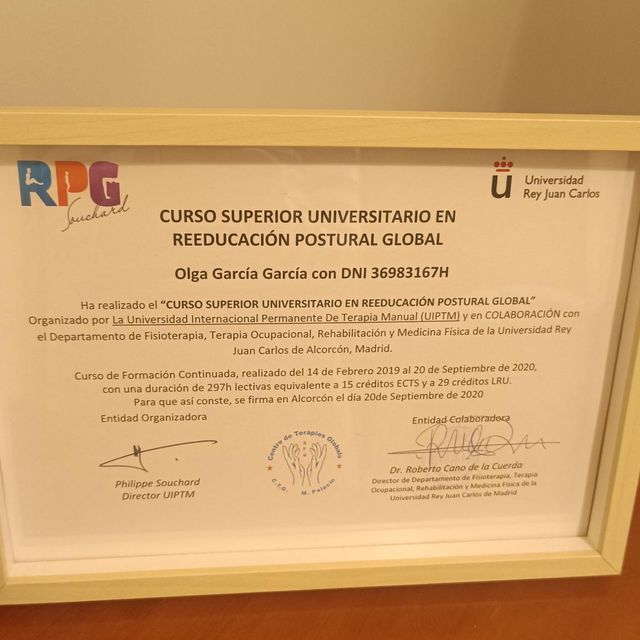 RPG
Souchard
Universidad
Rey Juan Carlos
CURSO SUPERIOR UNIVERSITARIO EN
REEDUCACIÓN POSTURAL GLOBAL
Olga García García con DNI 36983167H
Ha realizado el “CURSO SUPERIOR UNIVERSITARIO EN REEDUCACIÓN POSTURAL GLOBAL”
Organizado por La Universidad Internacional Permanente De Terapia Manual (UIPTM) y en COLABORACIÓN con
el Departamento de Fisioterapia, Terapia Ocupacional, Rehabilitación y Medicina Física de la Universidad Rey
Juan Carlos de Alcorcón, Madrid.
Curso de Formación Continuada, realizado del 14 de Febrero 2019 al 20 de Septiembre de 2020,
con una duración de 297h lectivas equivalente a 15 créditos ECTS y a 29 créditos LRU.
Para que así conste, se firma en Alcorcón el día 20de Septiembre de 2020
Entidad Organizadora
Entidad Colaboradora
Centre de Teràpies Globals
R.P.G.
C.T.G. M. Palacín
Philippe Souchard
Director UIPTM
Dr. Roberto Cano de la Cuerda
Director de Departamento de Fisioterapia, Terapia
Ocupacional, Rehabilitación y Medicina Física de la
Universidad Rey Juan Carlos de Madrid